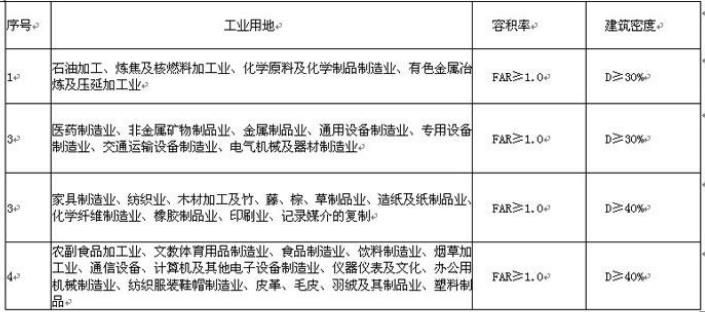 序号 工业用地 容积率 建筑密度
1 石油加工、炼焦及核燃料加工业、化学原料及化学制品制造业、有色金属冶
炼及压延加工业 FAR≥1.0 D≥30%
3 医药制造业、非金属矿物制品业、金属制品业、通用设备制造业、专用设备
制造业、交通运输设备制造业、电气机械及器材制造业 FAR≥1.0 D≥30%
3 家具制造业、纺织业、木材加工及竹、藤、棕、草制品业、造纸及纸制品业、
化学纤维制造业、橡胶制品业、印刷业、记录媒介的复制 FAR≥1.0 D≥40%
农副食品加工业、文教体育用品制造业、食品制造业、饮料制造业、烟草加
4 工业、通信设备、计算机及其他电子设备制造业、仪器仪表及文化、办公用 FAR≥1.0 D≥40%
机械制造业、纺织服装鞋帽制造业、皮革、毛皮、羽绒及其制品业、塑料制
品